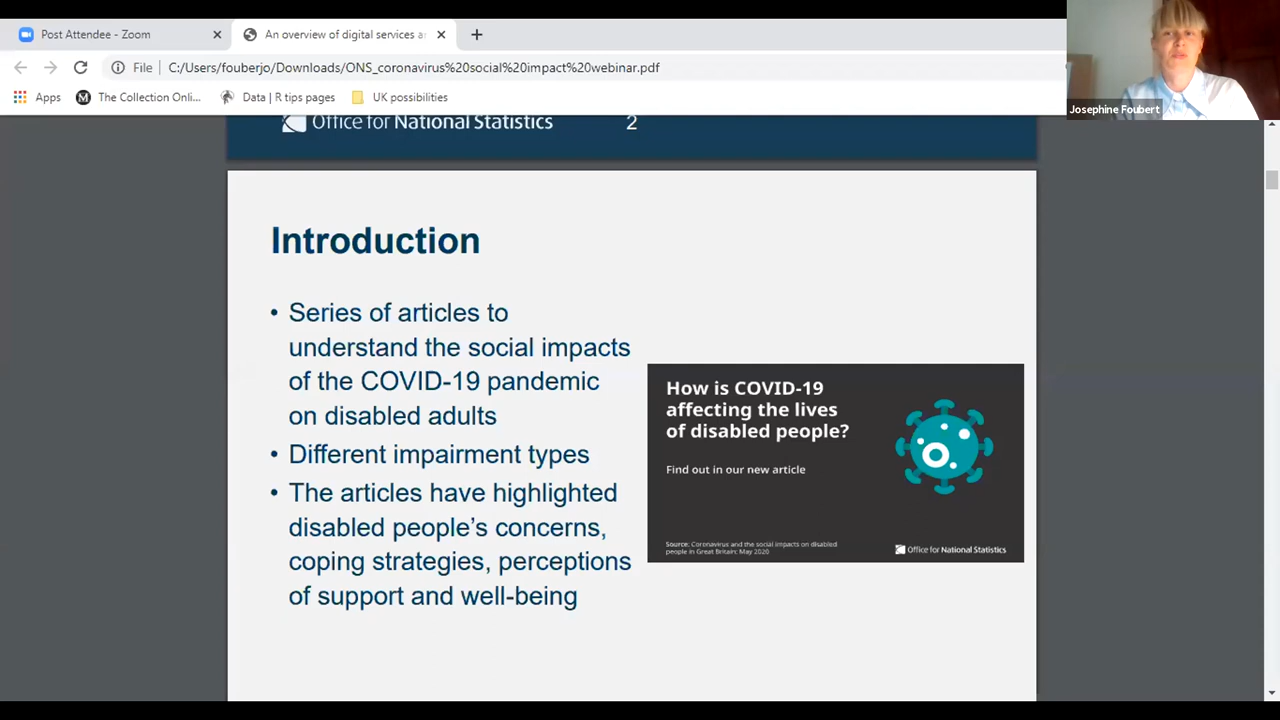 Post Attendee - Zoom
An overview of digital services a
File
C:/Users/fouberjo/Downloads/ONS_coronavirus%20social%20impact%20webinar.pdf
Apps
The Collection Onli...
Data | R tips pages
UK possibilities
Josephine Foubert
Office for National Statistics
2
Introduction
• Series of articles to
understand the social impacts
of the COVID-19 pandemic
on disabled adults
• Different impairment types
• The articles have highlighted
disabled people's concerns,
coping strategies, perceptions
of support and well-being
How is COVID-19
affecting the lives
of disabled people?
Find out in our new article
Source: Coronavirus and the social impacts on disabled
people in Great Britain: May 2020
Office for National Statistics